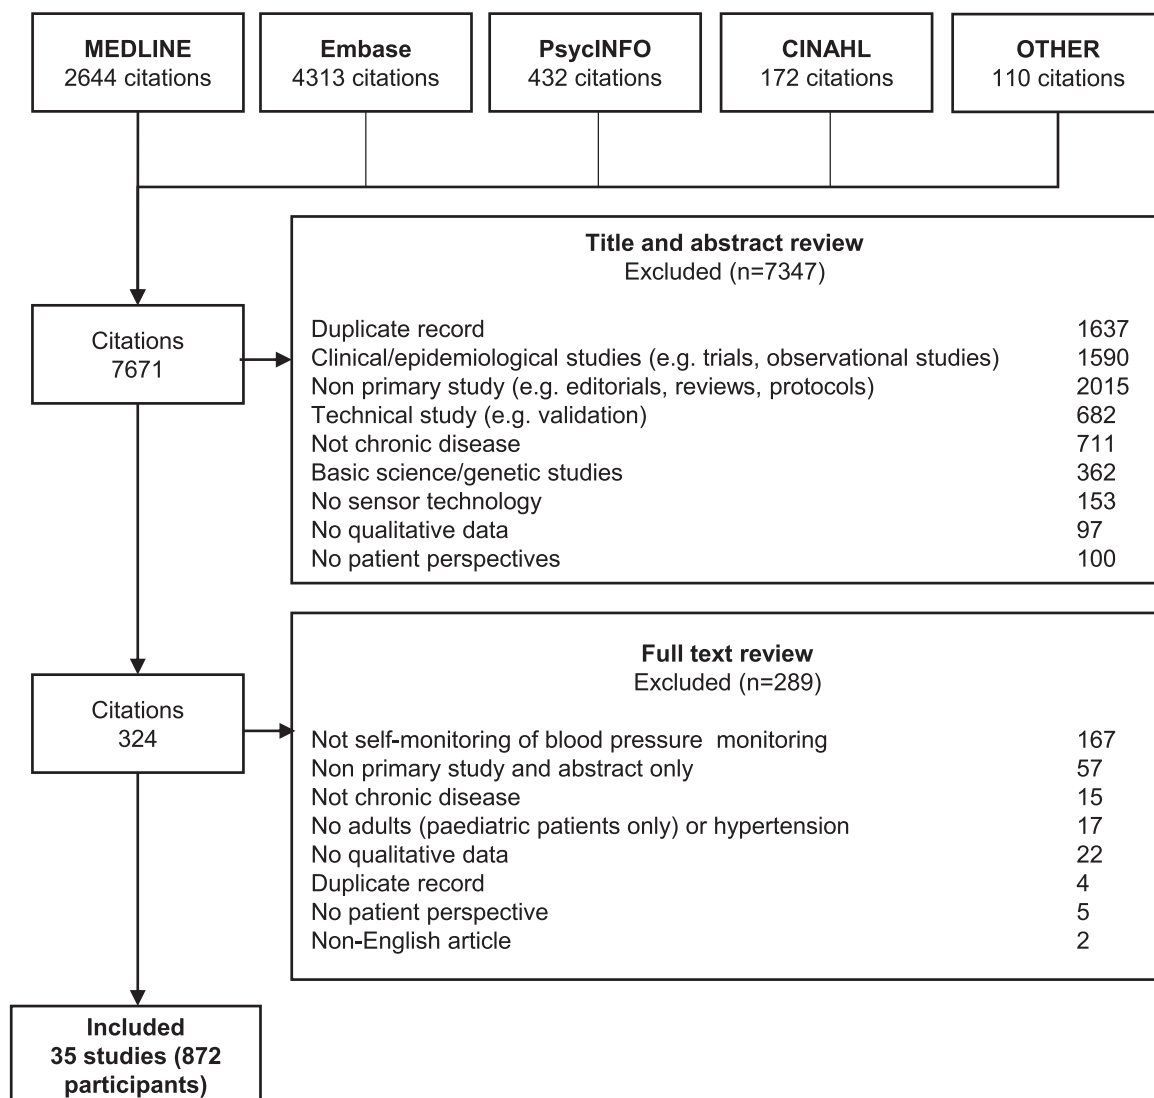 MEDLINE
2644 citations
Embase
4313 citations
PsycINFO
432 citations
CINAHL
172 citations
OTHER
110 citations
Citations
7671
Title and abstract review
Excluded (n=7347)
Duplicate record 1637
Clinical/epidemiological studies (e.g. trials, observational studies) 1590
Non primary study (e.g. editorials, reviews, protocols) 2015
Technical study (e.g. validation) 682
Not chronic disease 711
Basic science/genetic studies 362
No sensor technology 153
No qualitative data 97
No patient perspectives 100
Citations
324
Full text review
Excluded (n=289)
Not self-monitoring of blood pressure monitoring 167
Non primary study and abstract only 57
Not chronic disease 15
No adults (paediatric patients only) or hypertension 17
No qualitative data 22
Duplicate record 4
No patient perspective 5
Non-English article 2
Included
35 studies (872
participants)